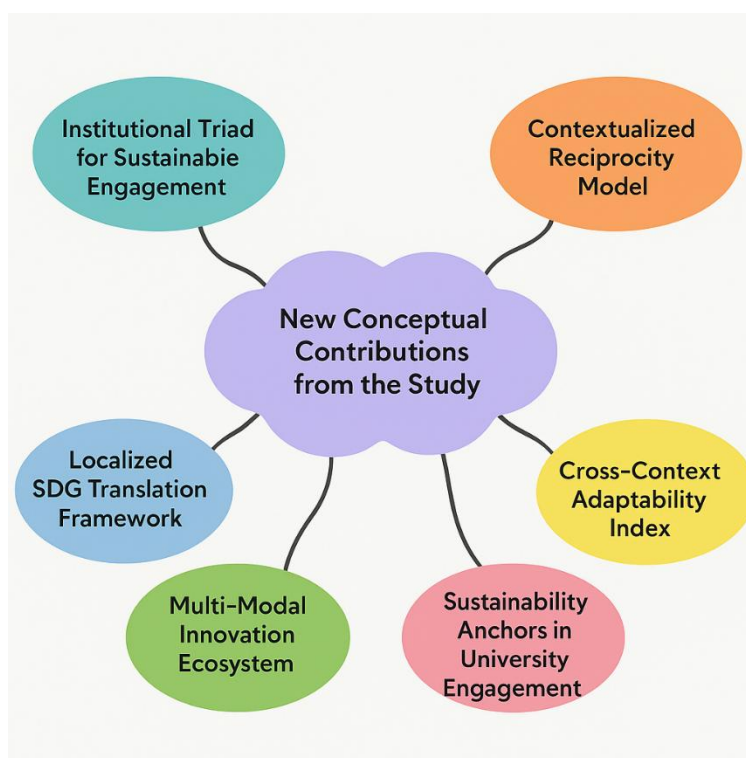 Institutional Triad
for Sustainabie
Engagement
Contextualized
Reciprocity
Model
New Conceptual
Contributions
from the Study
Localized
SDG Translation
Framework
Cross-Context
Adaptability
Index
Multi-Modal
Innovation
Ecosystem
Sustainability
Anchors in
University
Engagement